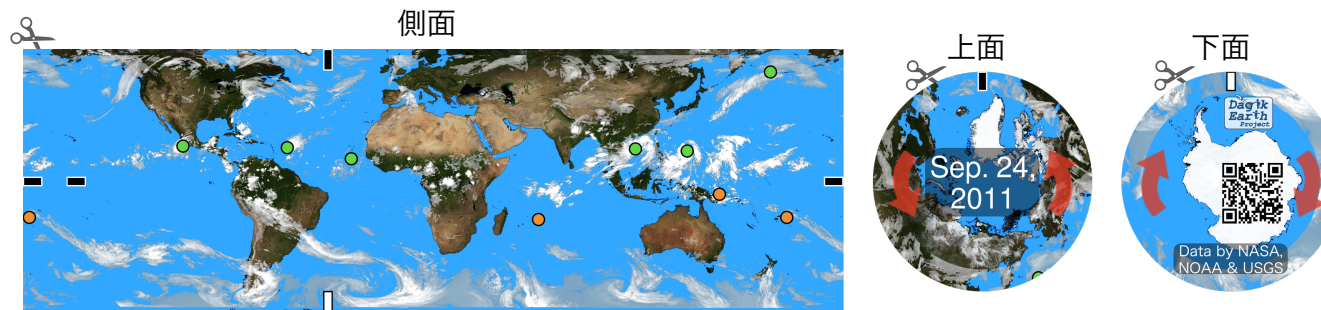 側面
上面
下面
Sep. 24,
2011
Dagik
Earth
Project
Data by NASA,
NOAA & USGS